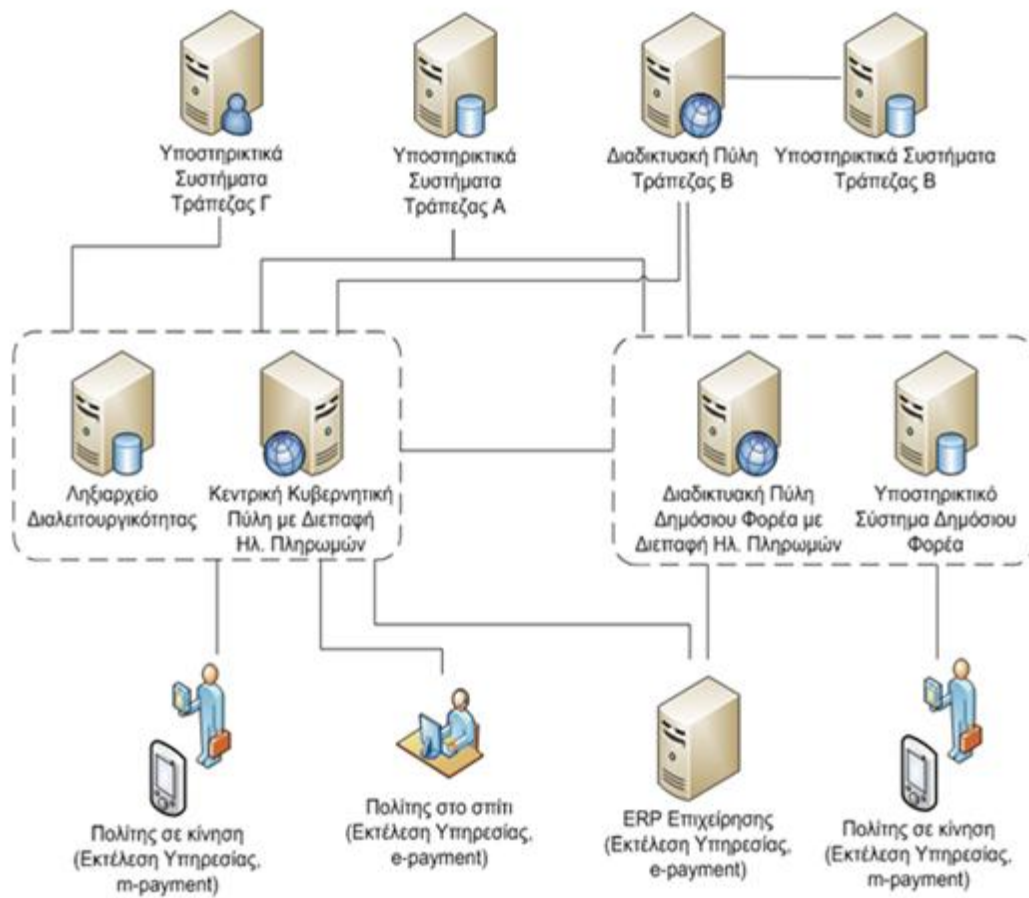 Υποστηρικτικά
Συστήματα
Τράπεζας Γ
Υποστηρικτικά
Συστήματα
Τράπεζας Α
Διαδικτυακή Πύλη
Τράπεζας Β
Υποστηρικτικά Συστήματα
Τράπεζας Β
Ληξιαρχείο
Διαλειτουργικότητας
Κεντρική Κυβερνητική
Πύλη με Διεπαφή
Ηλ. Πληρωμών
Διαδικτυακή Πύλη
Δημόσιου Φορέα με
Διεπαφή Ηλ. Πληρωμών
Υποστηρικτικό
Σύστημα Δημόσιου
Φορέα
Πολίτης σε κίνηση
(Εκτέλεση Υπηρεσίας,
m-payment)
Πολίτης στο σπίτι
(Εκτέλεση Υπηρεσίας,
e-payment)
ERP Επιχείρησης
(Εκτέλεση Υπηρεσίας,
e-payment)
Πολίτης σε κίνηση
(Εκτέλεση Υπηρεσίας,
m-payment)